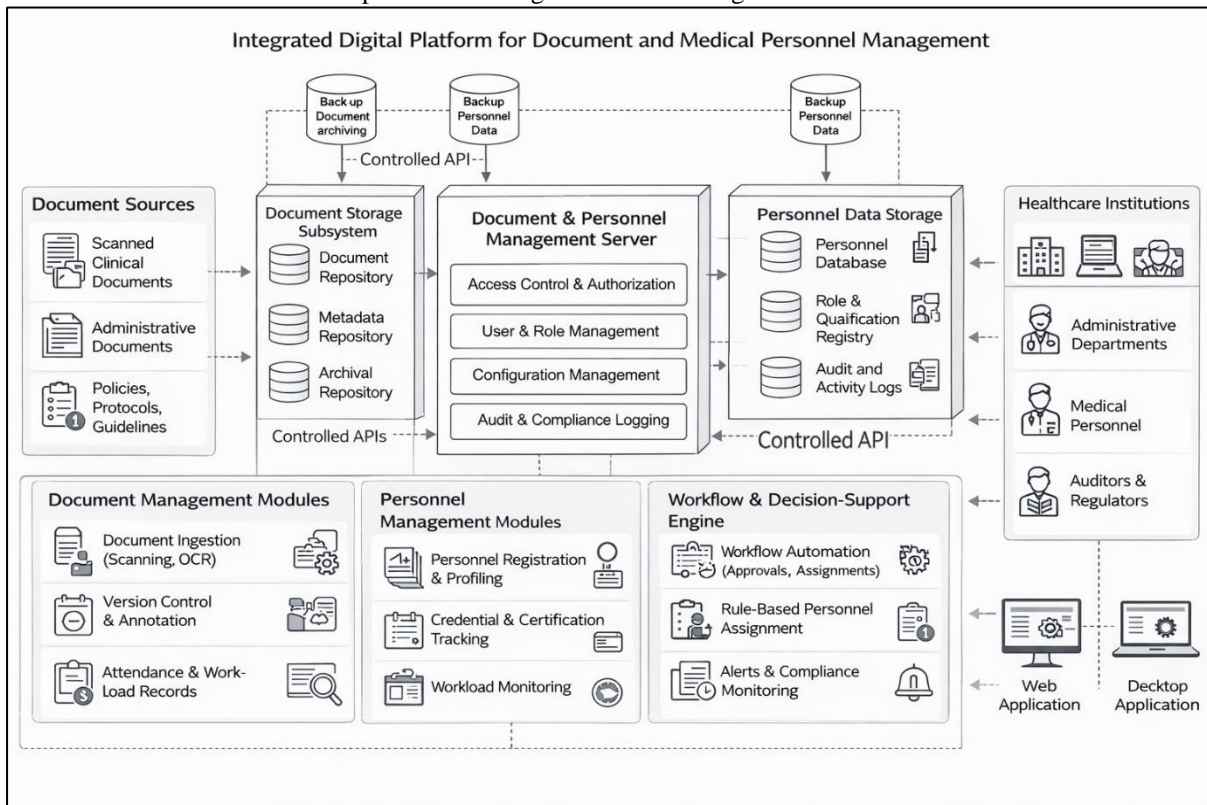 Integrated Digital Platform for Document and Medical Personnel Management
Back up
Document
archiving
Backup
Personnel
Data
Backup
Personnel
Data
Controlled API
Document Sources
Scanned
Clinical
Documents
Administrative
Documents
Policies,
Protocols,
Guidelines
1
Document Storage
Subsystem
Document
Repository
Metadata
Repository
Archival
Repository
Controlled APIs
Document & Personnel
Management Server
Access Control & Authorization
User & Role Management
Configuration Management
Audit & Compliance Logging
Personnel Data Storage
Personnel
Database
Role &
Quaification
Registry
Audit and
Activity Logs
Controlled API
Healthcare Institutions
Administrative
Departments
Medical
Personnel
Auditors &
Regulators
Document Management Modules
Document Ingestion
(Scanning, OCR)
Version Control
& Annotation
Attendance & Work-
Load Records
$
Personnel
Management Modules
Personnel Registration
& Profiling
Credential & Certification
Tracking
Workload Monitoring
Workflow & Decision-Support
Engine
Workflow Automation
(Approvals, Assignments)
Rule-Based Personnel
Assignment
1
Alerts & Compliance
Monitoring
Web
Application
Decktop
Application